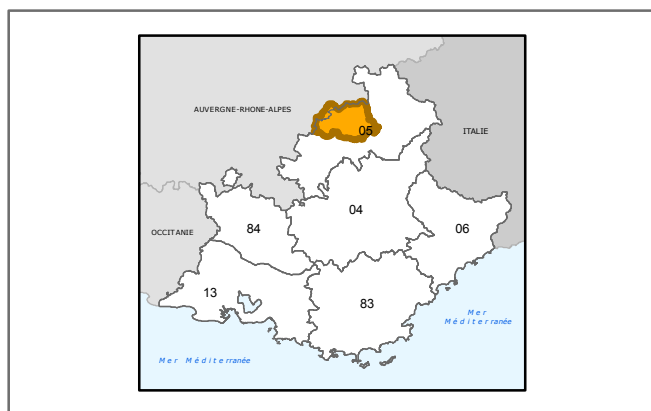 AUVERGNE-RHONE-ALPES
05
ITALIE
04
OCCITANIE
84
06
13
83
Mer
Méditerranée
Mer Méditerranée